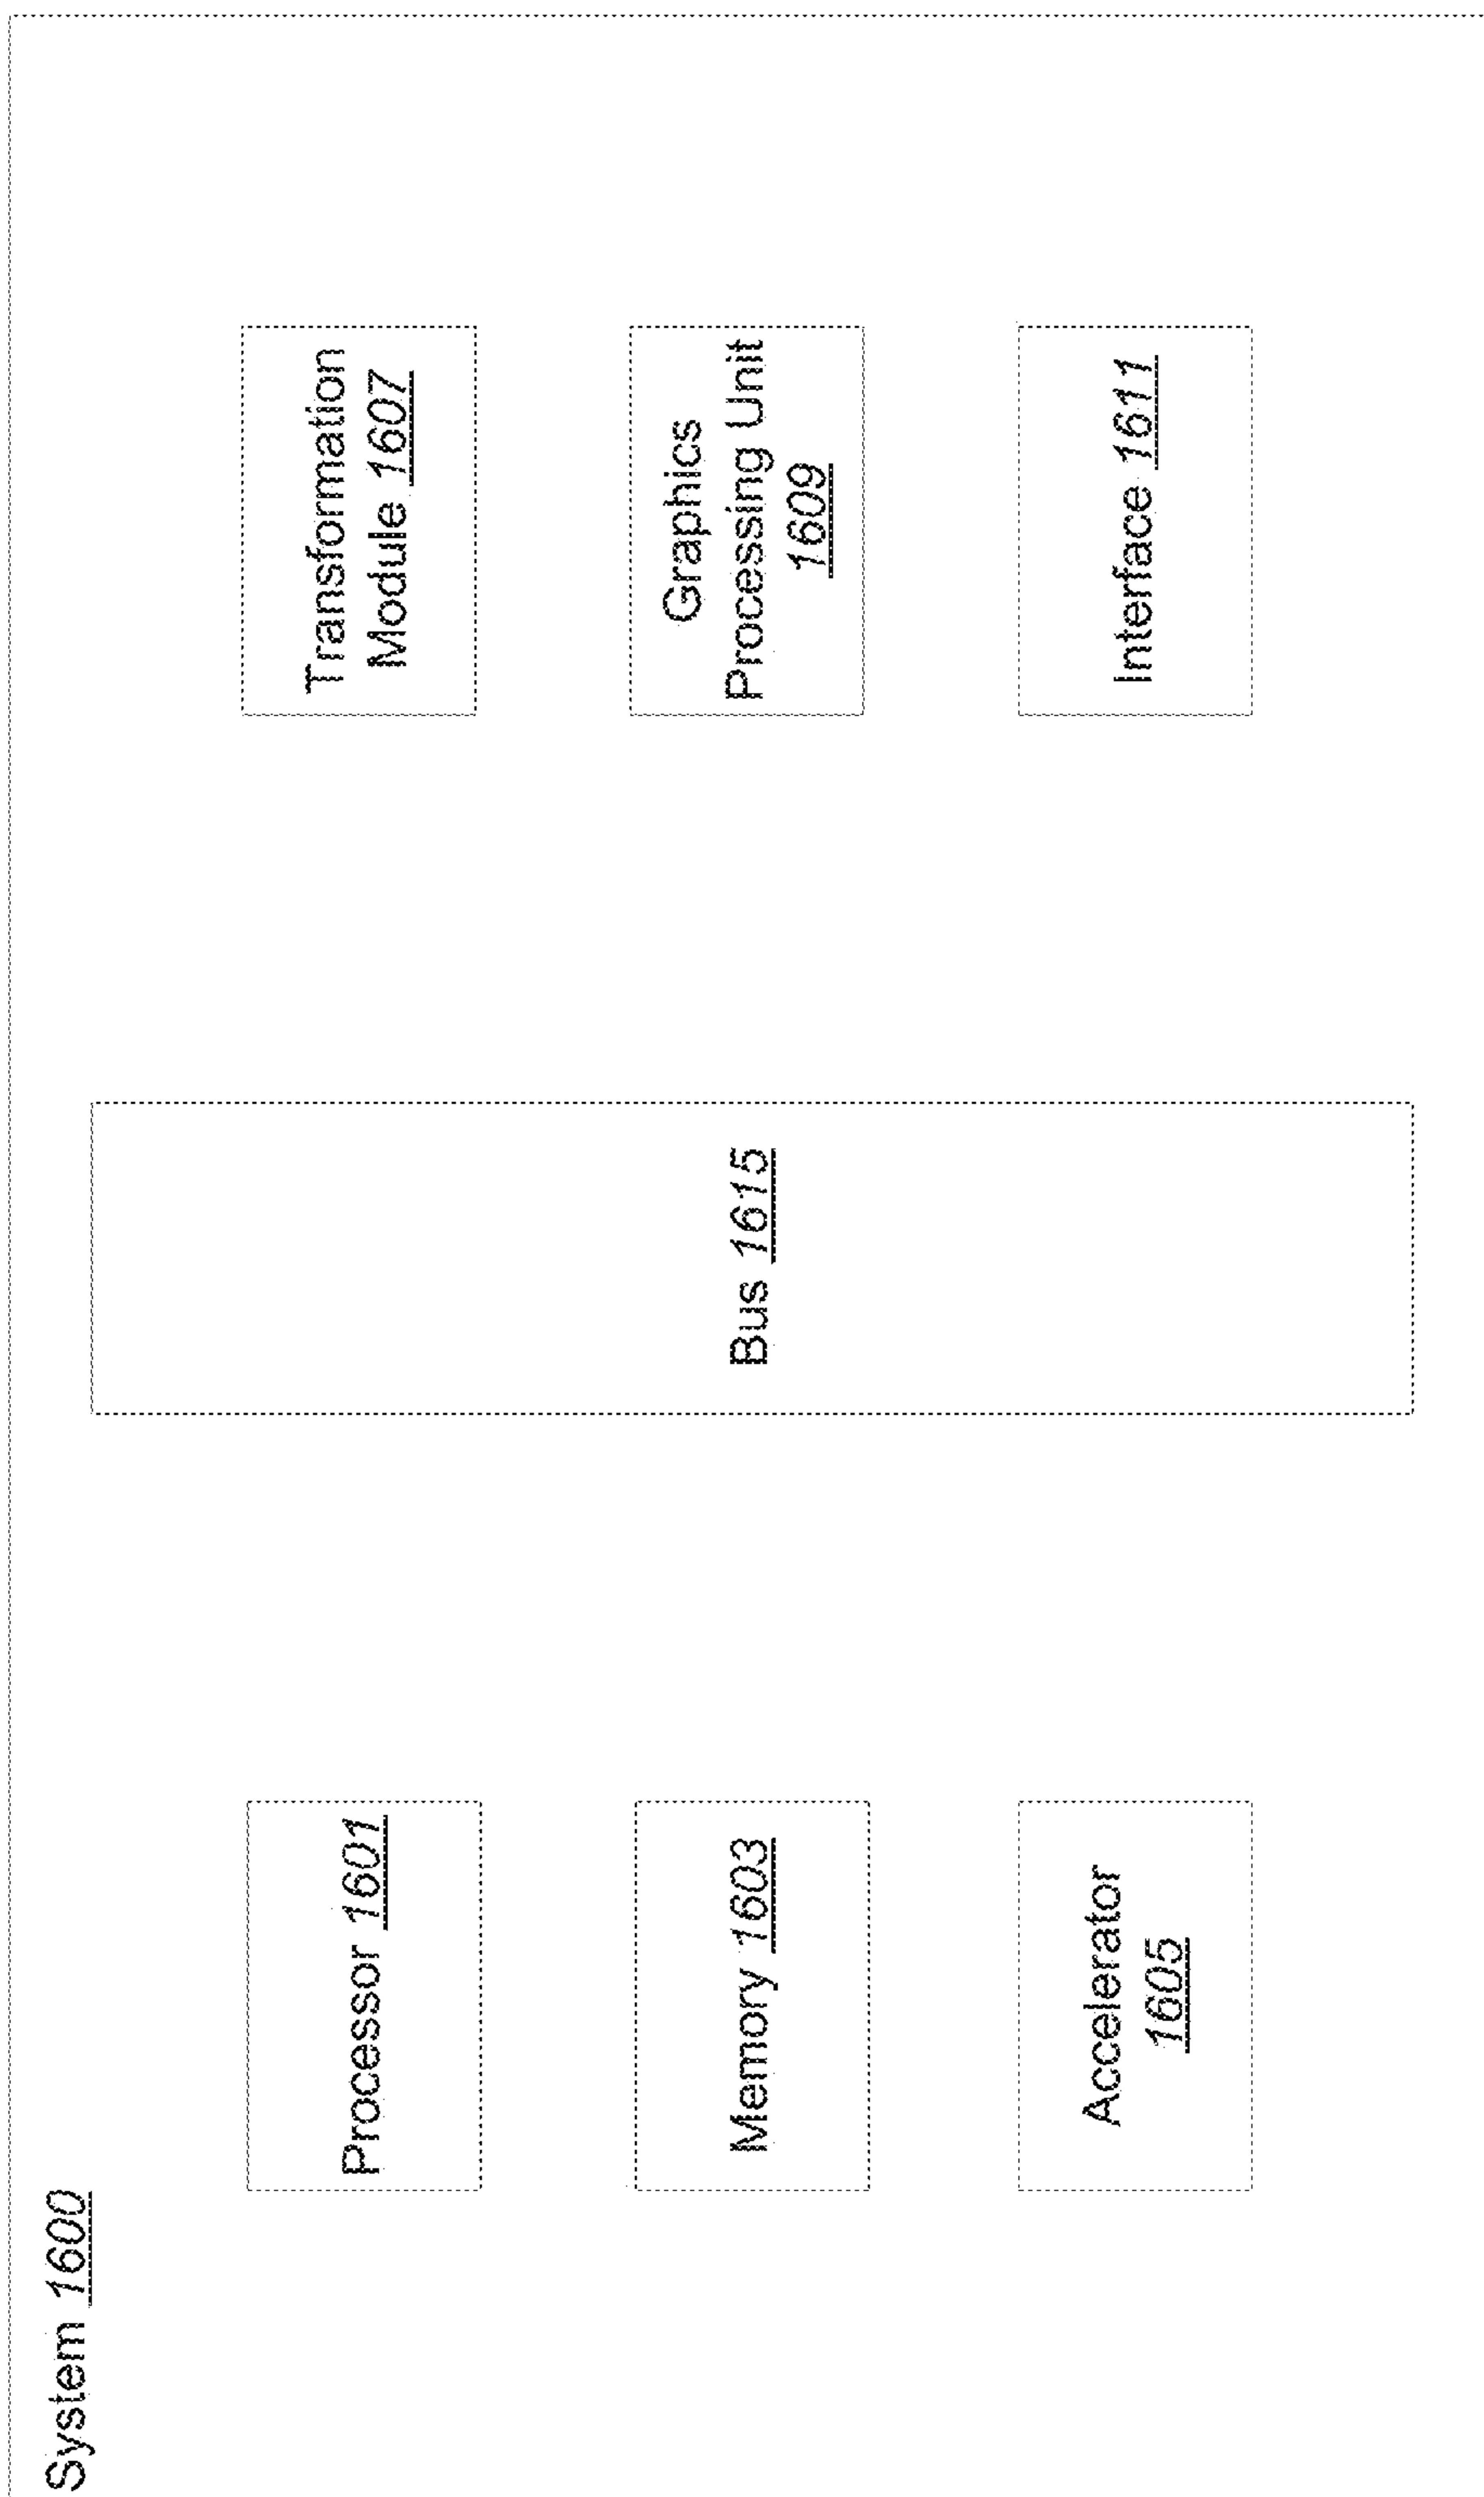 System 1600
Processor 1601
Memory 1603
Accelerator
1605
Bus 1615
Transformation
Module 1607
Graphics
Processing Unit
1609
Interface 1611